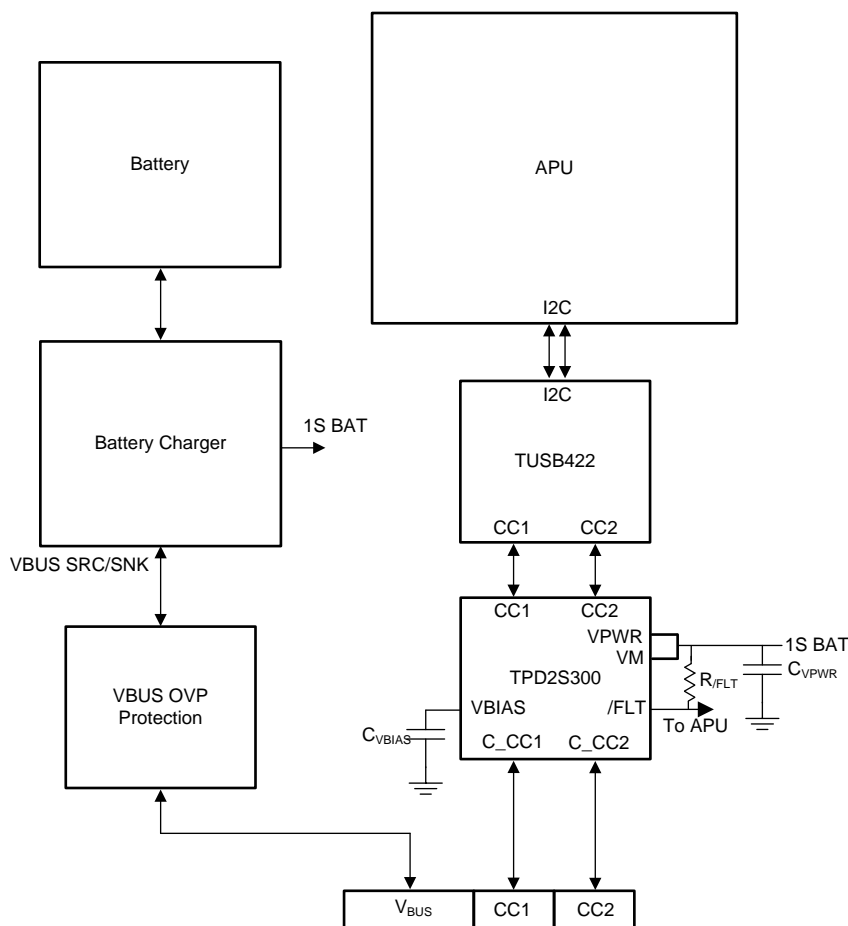 Battery
APU
I2C
I2C
TUSB422
CC1 CC2
Battery Charger
1S BAT
VBUS SRC/SNK
CC1 CC2
VPWR
VM
TPD2S300
VBIAS
/FLT
C_CC1 C_CC2
1S BAT
R/FLT
CVPWR
To APU
CVBIAS
VBUS OVP
Protection
VBUS CC1 CC2